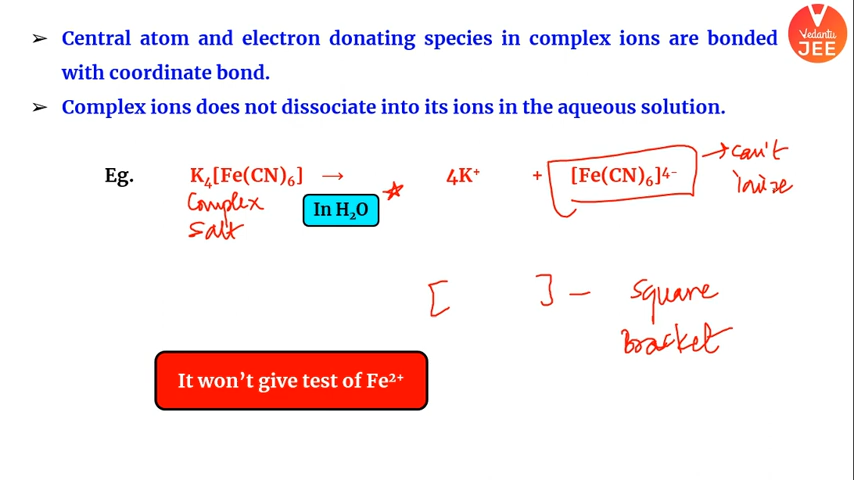 ➢ Central atom and electron donating species in complex ions are bonded
with coordinate bond.
➢ Complex ions does not dissociate into its ions in the aqueous solution.
Eg. K₄[Fe(CN)₆] → 4K⁺ + [Fe(CN)₆]⁴⁻ → can't
ionize
Complex
Salt
In H₂O
[ ] - square
bracket
It won't give test of Fe²⁺
Vedantu
JEE